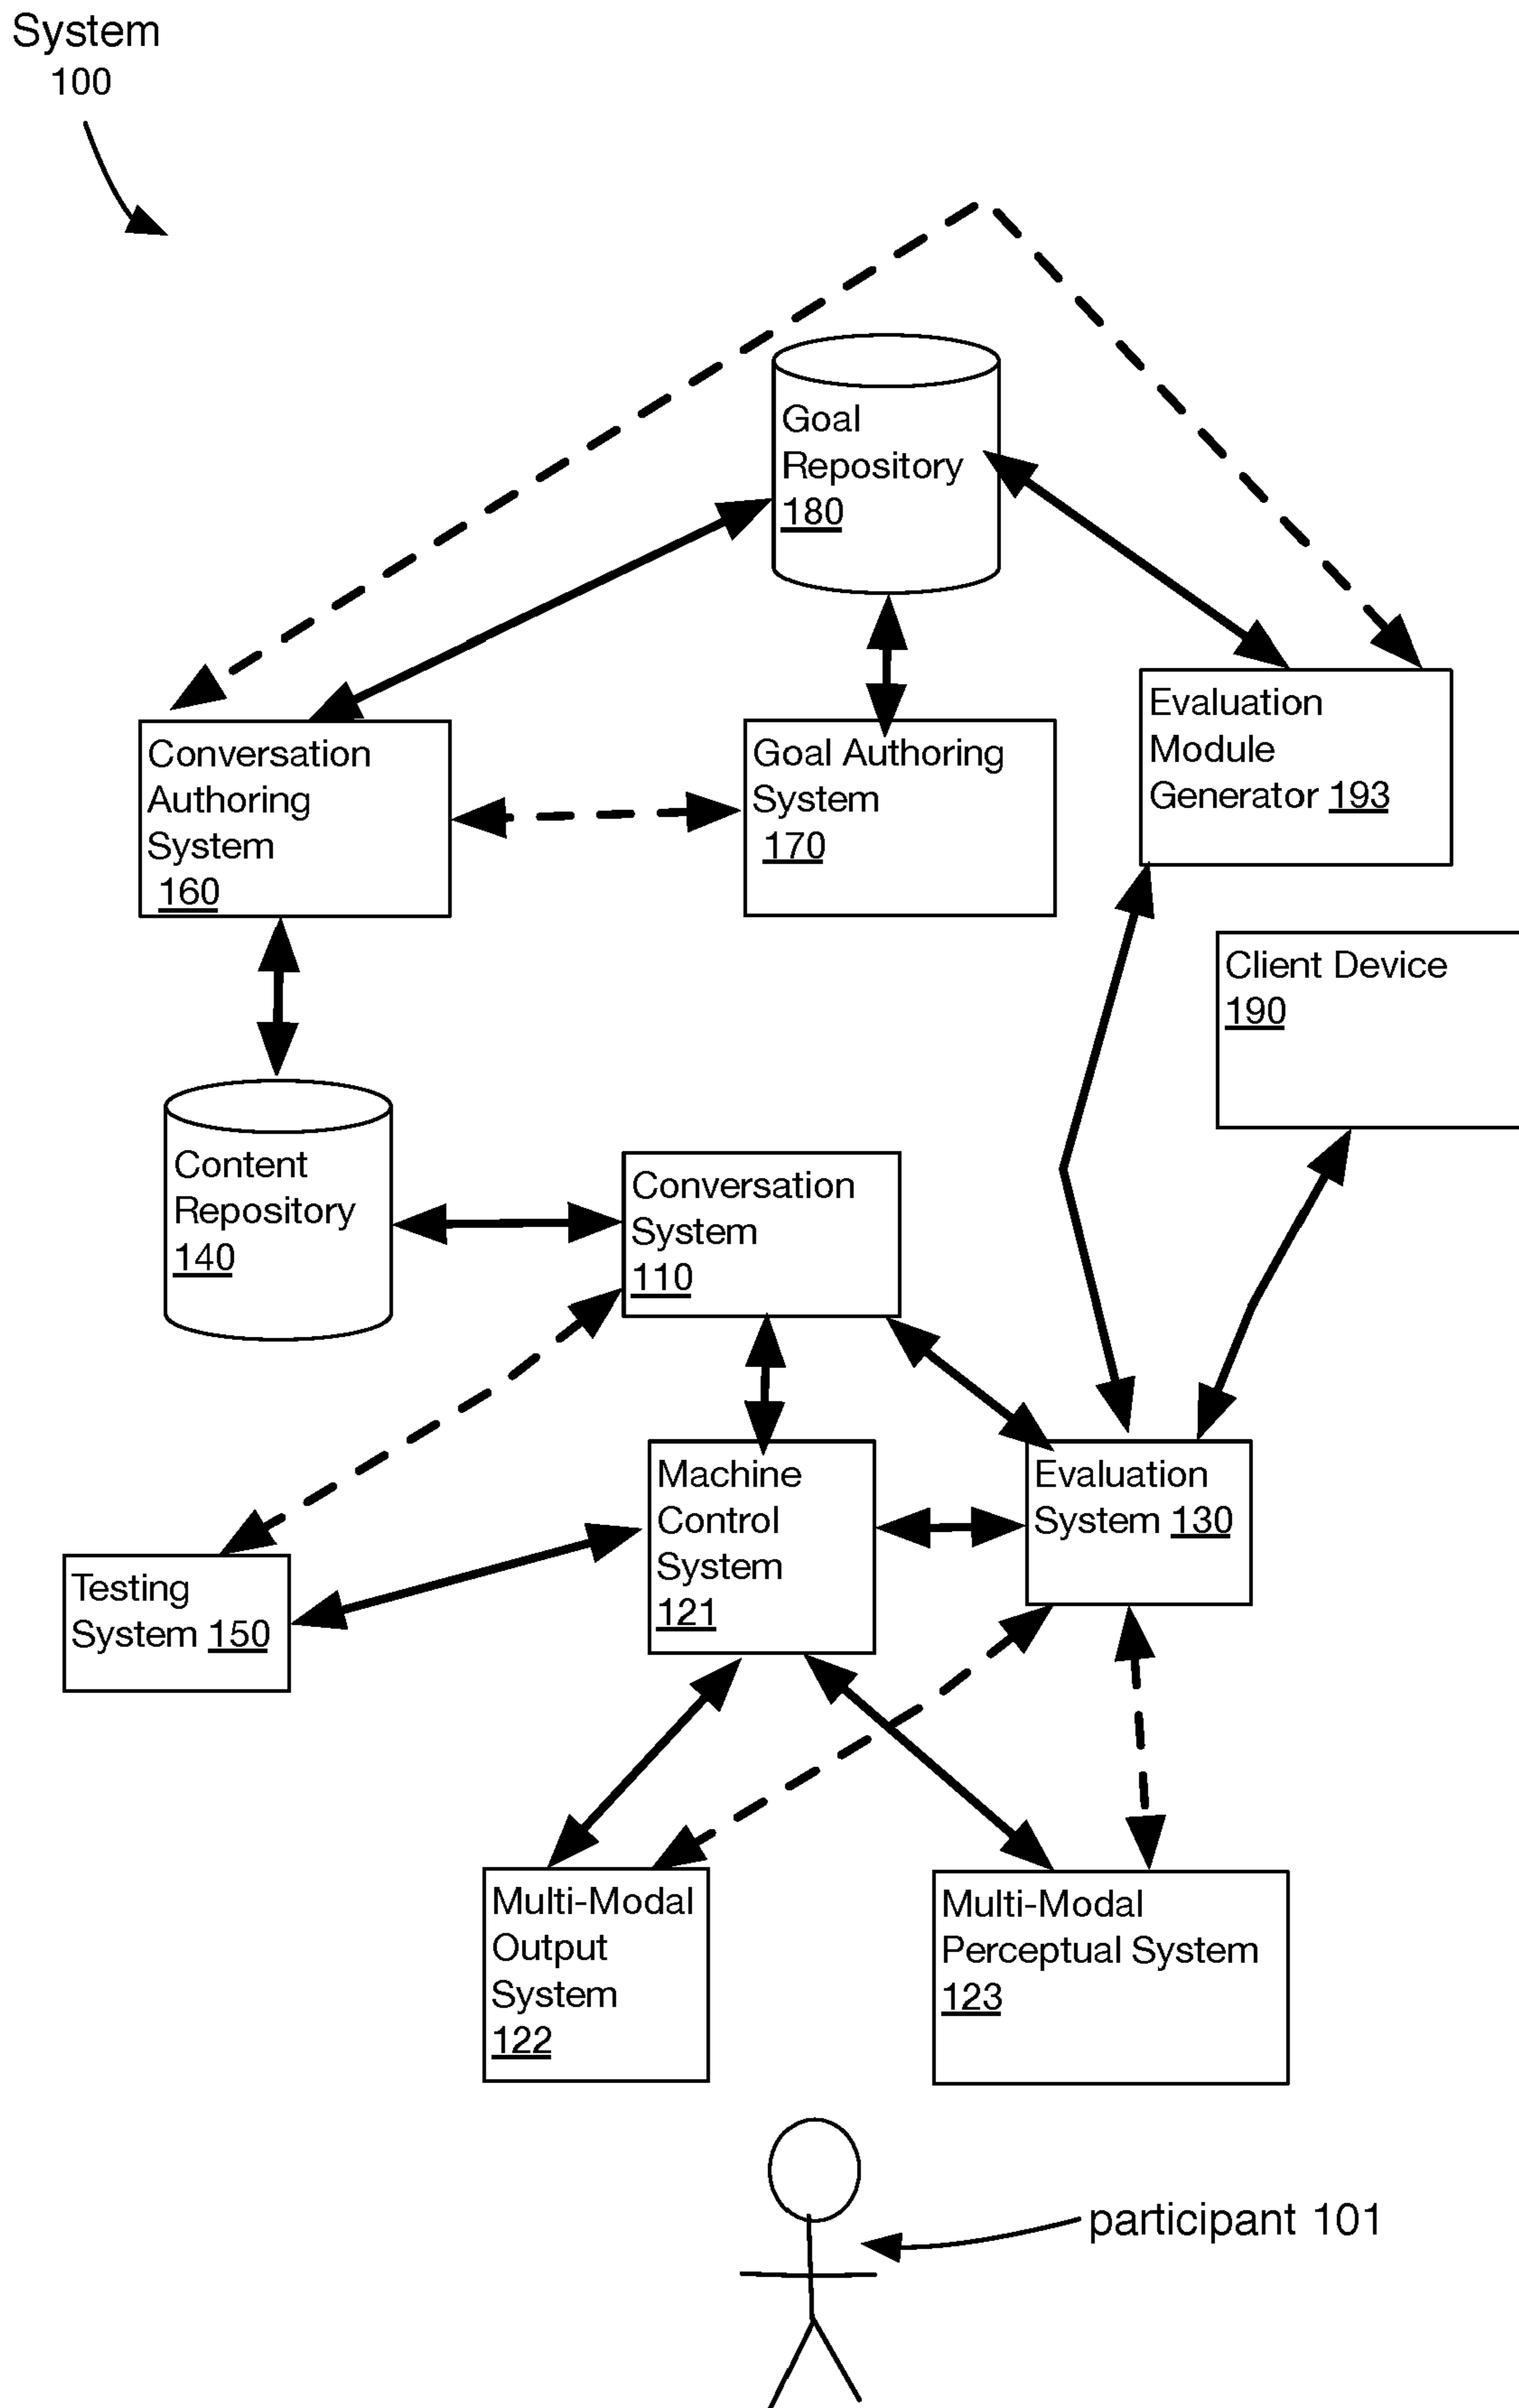 System
100
Goal
Repository
180
Evaluation
Module
Generator 193
Conversation
Authoring
System
160
Goal Authoring
System
170
Client Device
190
Content
Repository
140
Conversation
System
110
Machine
Control
System
121
Evaluation
System 130
Testing
System 150
Multi-Modal
Output
System
122
Multi-Modal
Perceptual System
123
participant 101